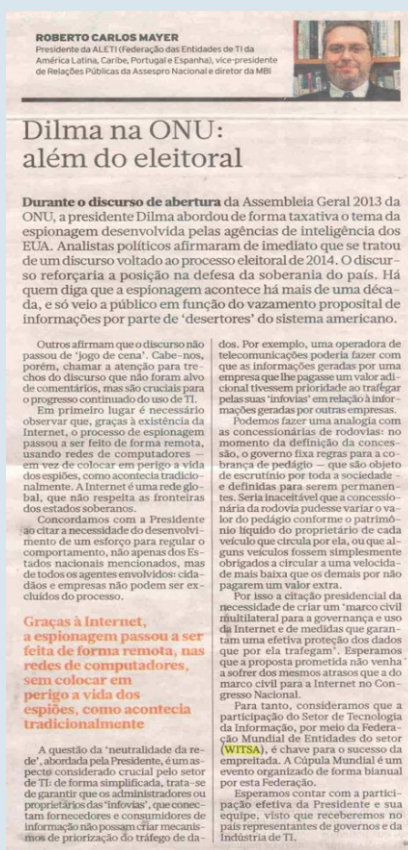 ROBERTO CARLOS MAYER
Presidente da ALETI (Federação das Entidades de TI da
América Latina, Caribe, Portugal e Espanha), vice-presidente
de Relações Públicas da Assespro Nacional e diretor da MBI
Dilma na ONU:
além do eleitoral
Durante o discurso de abertura da Assembleia Geral 2013 da
ONU, a presidente Dilma abordou de forma taxativa o tema da
espionagem desenvolvida pelas agências de inteligência dos
EUA. Analistas políticos afirmaram de imediato que se tratou
de um discurso voltado ao processo eleitoral de 2014. O discur-
so reforçaria a posição na defesa da soberania do país. Há
quem diga que a espionagem acontece há mais de uma déca-
da, e só veio a público em função do vazamento proposital de
informações por parte de 'desertores' do sistema americano.
Outros afirmam que o discurso não
passou de 'jogo de cena'. Cabe-nos,
porém, chamar a atenção para tre-
chos do discurso que não foram alvo
de comentários, mas são cruciais para
o progresso continuado do uso de TI.
Em primeiro lugar é necessário
observar que, graças à existência da
Internet, o processo de espionagem
passou a ser feito de forma remota,
usando redes de computadores —
em vez de colocar em perigo a vida
dos espiões, como acontecia tradicio-
nalmente. A Internet é uma rede glo-
bal, que não respeita as fronteiras
dos estados soberanos.
Concordamos com a Presidente
ao citar a necessidade do desenvolvi-
mento de um esforço para regular o
comportamento, não apenas dos Es-
tados nacionais mencionados, mas
de todos os agentes envolvidos: cida-
dãos e empresas não podem ser ex-
cluídos do processo.
Graças à Internet,
a espionagem passou a ser
feita de forma remota, nas
redes de computadores,
sem colocar em
perigo a vida dos
espiões, como acontecia
tradicionalmente
A questão da 'neutralidade da re-
de', abordada pela Presidente, é um as-
pecto considerado crucial pelo setor
de TI: de forma simplificada, trata-se
de garantir que os administradores ou
proprietários das 'infovias', que conec-
tam fornecedores e consumidores de
informação não possam criar mecanis-
mos de priorização do tráfego de da-
dos. Por exemplo, uma operadora de
telecomunicações poderia fazer com
que as informações geradas por uma
empresa que lhe pagasse um valor adi-
cional tivessem prioridade ao trafegar
pelas suas 'infovias' em relação à infor-
mações geradas por outras empresas.
Podemos fazer uma analogia com
as concessionárias de rodovias: no
momento da definição da conces-
são, o governo fixa regras para a co-
brança de pedágio — que são objeto
de escrutínio por toda a sociedade –
e definidas para serem permanen-
tes. Seria inaceitável que a concessio-
nária da rodovia pudesse variar o va-
lor do pedágio conforme o patrimô-
nio líquido do proprietário de cada
veículo que circula por ela, ou que al-
guns veículos fossem simplesmente
obrigados a circular a uma velocida-
de mais baixa que os demais por não
pagarem um valor extra.
Por isso a citação presidencial da
necessidade de criar um 'marco civil
multilateral para a governança e uso
da Internet e de medidas que garan-
tam uma efetiva proteção dos dados
que por ela trafegam'. Esperamos
que a proposta prometida não venha
a sofrer dos mesmos atrasos que a do
marco civil para a Internet no Con-
gresso Nacional.
Para tanto, consideramos que a
participação do Setor de Tecnologia
da Informação, por meio da Federa-
ção Mundial de Entidades do setor
(WITSA), é chave para o sucesso da
empreitada. A Cúpula Mundial é um
evento organizado de forma bianual
por esta Federação.
Esperamos contar com a partici-
pação efetiva da Presidente e sua
equipe, visto que receberemos no
país representantes de governos e da
Indústria de TI.